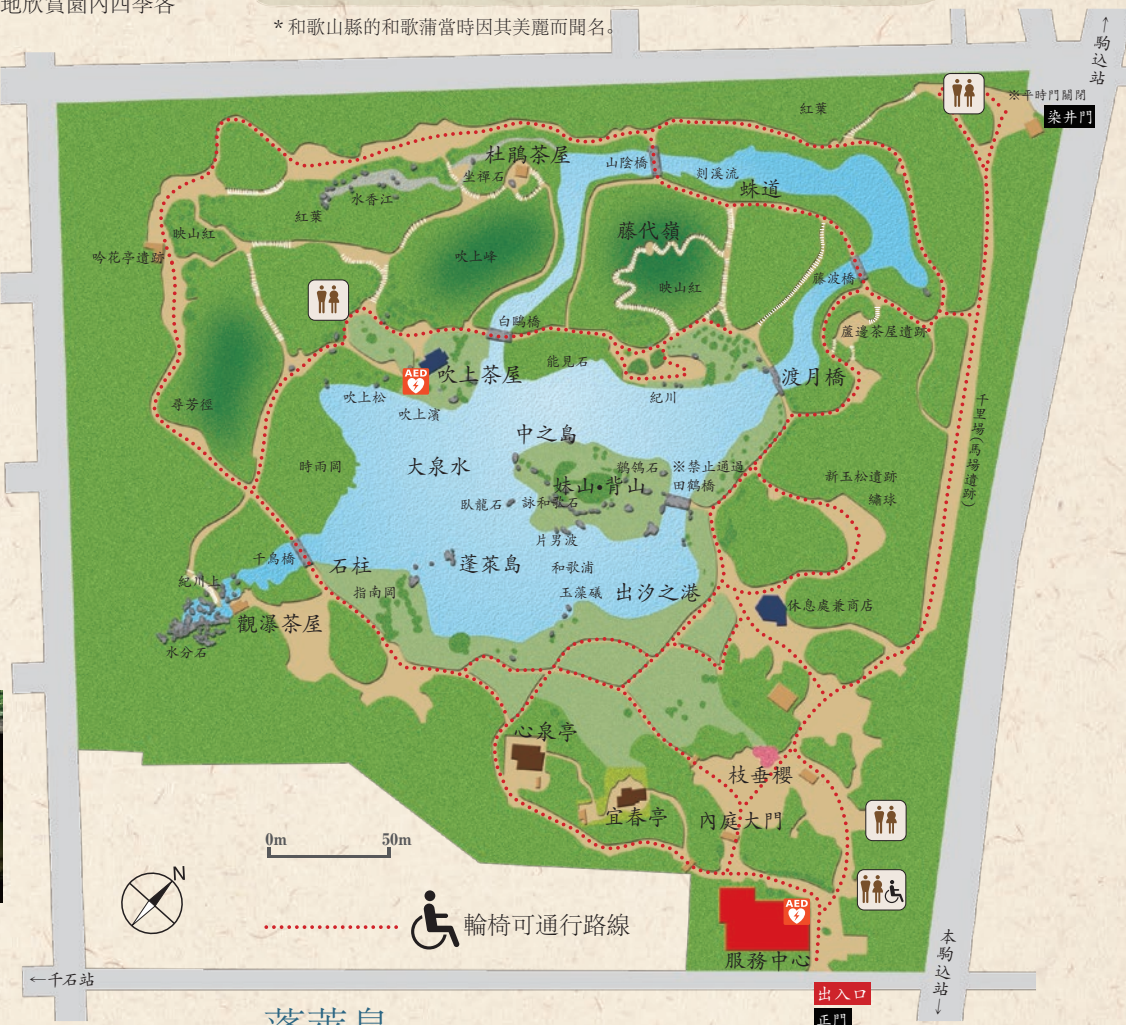 地欣賞園內四季客
* 和歌山縣的和歌蒲當時因其美麗而聞名。
↑駒込站
※平時門關閉
染井門
紅葉
杜鵑茶屋
山陰橋
坐禪石
剡溪流
蛛道
水香江
紅葉
藤代嶺
映山紅
吟花亭遺跡
吹上峰
映山紅
藤波橋
白鷗橋
蘆邊茶屋遺跡
能見石
AED
吹上茶屋
渡月橋
紀川
吹上松
吹上濱
尋芳徑
千里場(馬場遺跡)
中之島
時雨岡
大泉水
鶺鴒石
※禁止通過
田鶴橋
妹山•背山
新玉松遺跡
繡球
臥龍石
詠和歌石
片男波
千鳥橋
石柱
蓬萊島
和歌浦
紀川上
指南岡
玉藻磯
出汐之港
休息處兼商店
觀瀑茶屋
水分石
心泉亭
枝垂櫻
宜春亭
內庭大門
0m
50m
N
AED
輪椅可通行路線
服務中心
本駒込站↓
←千石站
出入口
正門
蓬萊島